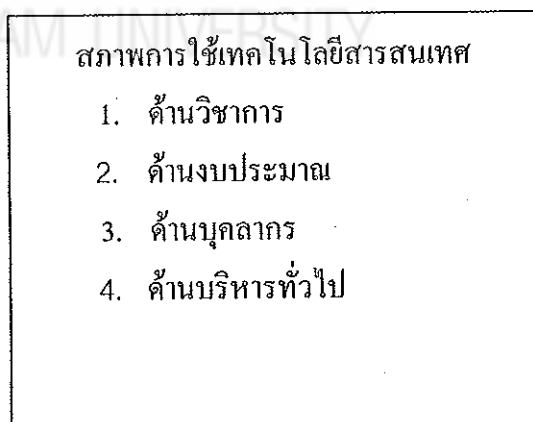 AM UNIVERSITY
สภาพการใช้เทคโนโลยีสารสนเทศ
1. ด้านวิชาการ
2. ด้านงบประมาณ
3. ด้านบุคลากร
4. ด้านบริหารทั่วไป